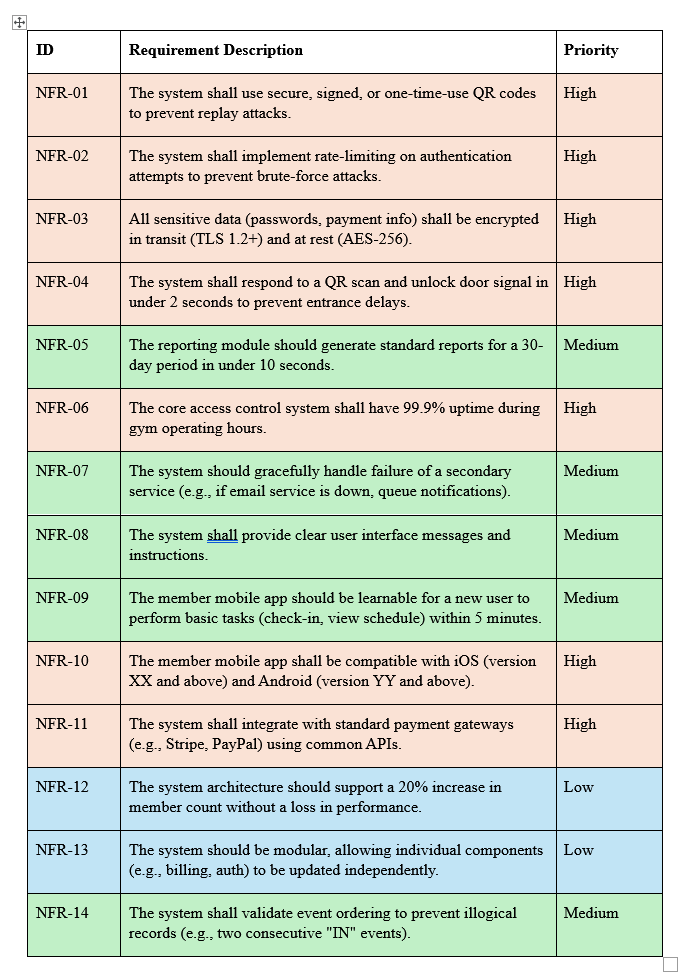 ID Requirement Description Priority
NFR-01 The system shall use secure, signed, or one-time-use QR codes High
to prevent replay attacks.
NFR-02 The system shall implement rate-limiting on authentication High
attempts to prevent brute-force attacks.
NFR-03 All sensitive data (passwords, payment info) shall be encrypted High
in transit (TLS 1.2+) and at rest (AES-256).
NFR-04 The system shall respond to a QR scan and unlock door signal in High
under 2 seconds to prevent entrance delays.
NFR-05 The reporting module should generate standard reports for a 30- Medium
day period in under 10 seconds.
NFR-06 The core access control system shall have 99.9% uptime during High
gym operating hours.
NFR-07 The system should gracefully handle failure of a secondary Medium
service (e.g., if email service is down, queue notifications).
NFR-08 The system shall provide clear user interface messages and Medium
instructions.
NFR-09 The member mobile app should be learnable for a new user to Medium
perform basic tasks (check-in, view schedule) within 5 minutes.
NFR-10 The member mobile app shall be compatible with iOS (version High
XX and above) and Android (version YY and above).
NFR-11 The system shall integrate with standard payment gateways High
(e.g., Stripe, PayPal) using common APIs.
NFR-12 The system architecture should support a 20% increase in Low
member count without a loss in performance.
NFR-13 The system should be modular, allowing individual components Low
(e.g., billing, auth) to be updated independently.
NFR-14 The system shall validate event ordering to prevent illogical Medium
records (e.g., two consecutive "IN" events).